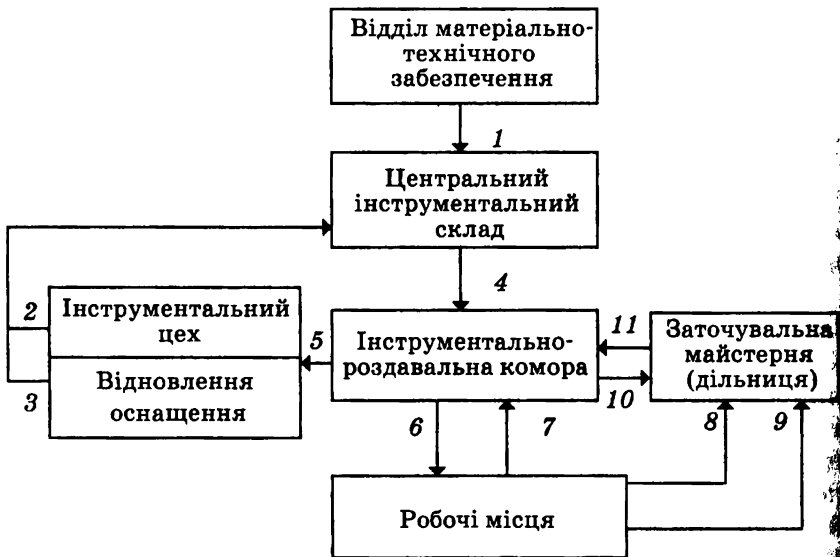 Відділ матеріально-
технічного
забезпечення
1
Центральний
інструментальний
склад
4
2
Інструментальний
цех
3
Відновлення
оснащення
5
Інструментально-
роздавальна комора
11
10
Заточувальна
майстерня
(дільниця)
6
7
8
9
Робочі місця